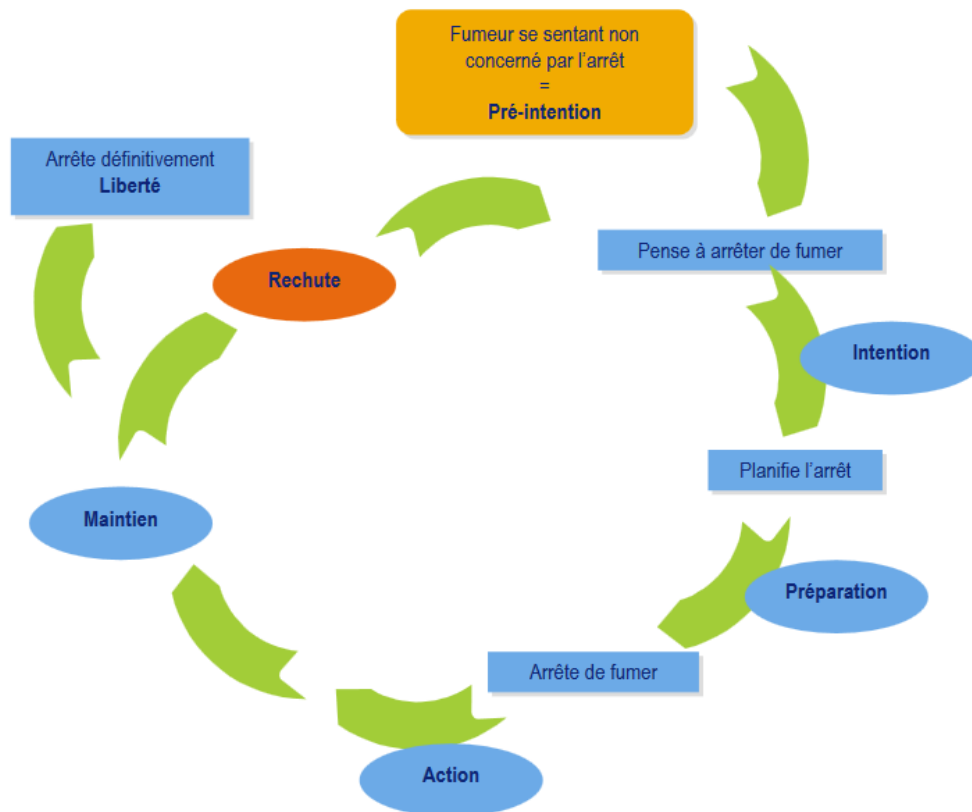 Fumeur se sentant non
concerné par l’arrêt
=
Pré-intention
Arrête définitivement
Liberté
Rechute
Pense à arrêter de fumer
Intention
Planifie l’arrêt
Maintien
Préparation
Arrête de fumer
Action